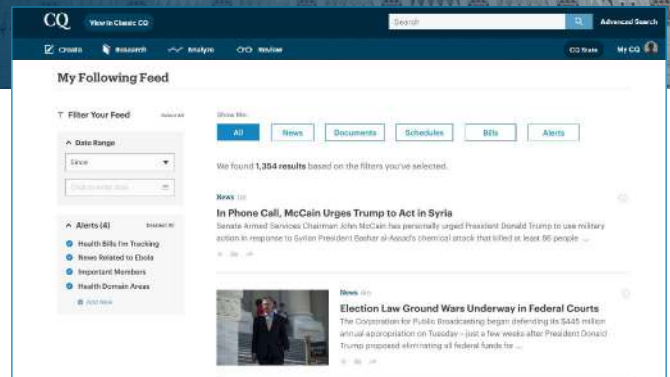 CQ View in Classic CQ Search Advanced Search
Create Research Analyze Review CQ State My CQ
My Following Feed
Filter Your Feed
Show Me:
All News Documents Schedules Bills Alerts
Date Range
Since
We found 1,354 results based on the filters you've selected.
Alerts (4)
Health Bills I'm Tracking
News Related to Ebola
Important Members
Health Domain Areas
Add New
News
In Phone Call, McCain Urges Trump to Act in Syria
Senate Armed Services Chairman John McCain has personally urged President Donald Trump to use military
action in response to Syrian President Bashar al-Assad's chemical attack that killed at least 86 people ...
News
Election Law Ground Wars Underway in Federal Courts
The Corporation for Public Broadcasting began defending its $445 million
annual appropriation on Tuesday – just a few weeks after President Donald
Trump proposed eliminating all federal funds for ...